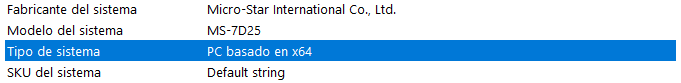 Fabricante del sistema Micro-Star International Co., Ltd.
Modelo del sistema MS-7D25
Tipo de sistema PC basado en x64
SKU del sistema Default string